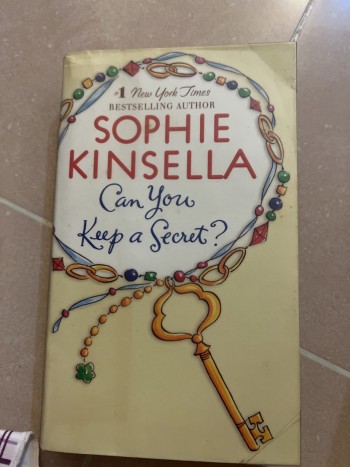 #1 New York Times
BESTSELLING AUTHOR
SOPHIE
KINSELLA
Can You
Keep a Secret?